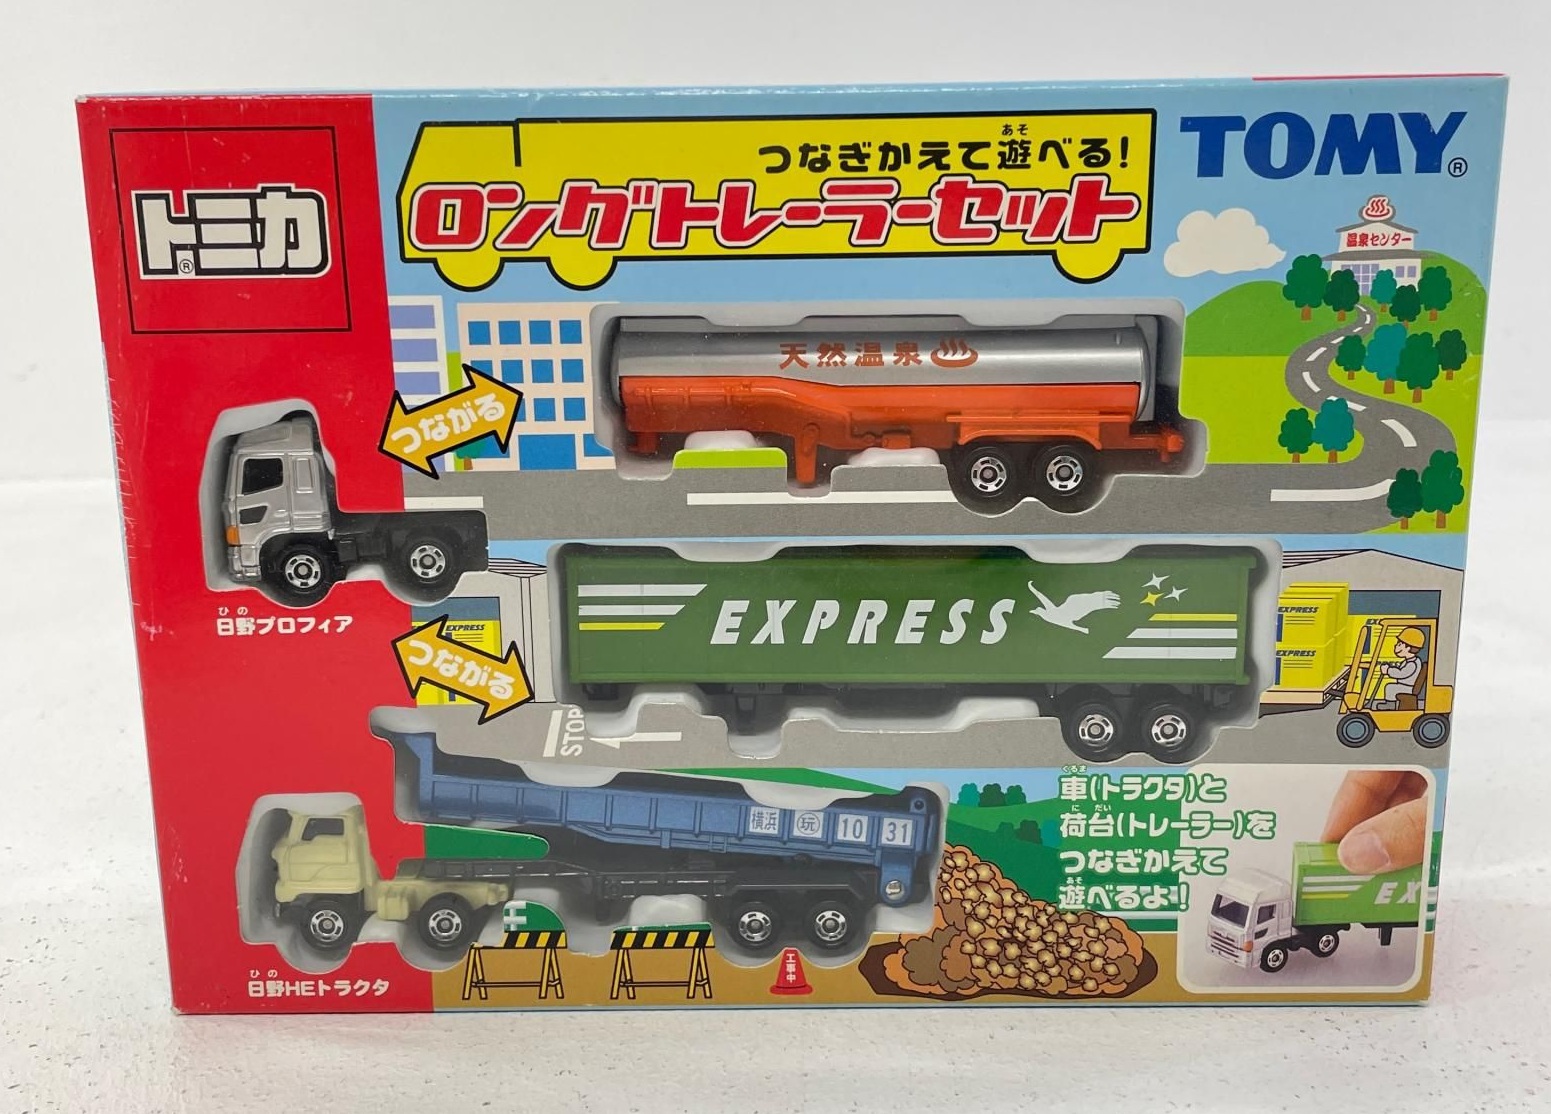 トミカ®
あそ
つなぎかえて遊べる!
ロングトレーラーセット
TOMY®
温泉センター
つながる
天然温泉♨
ひの
日野プロフィア
EXPRESS
つながる
EXPRESS
EXPRESS
EXPRESS
STOP
横浜 玩 10 31
ひの
日野HEトラクタ
工事中
くるま
車(トラクタ)と
に だい
荷台(トレーラー)を
つなぎかえて
あそ
遊べるよ!
EX